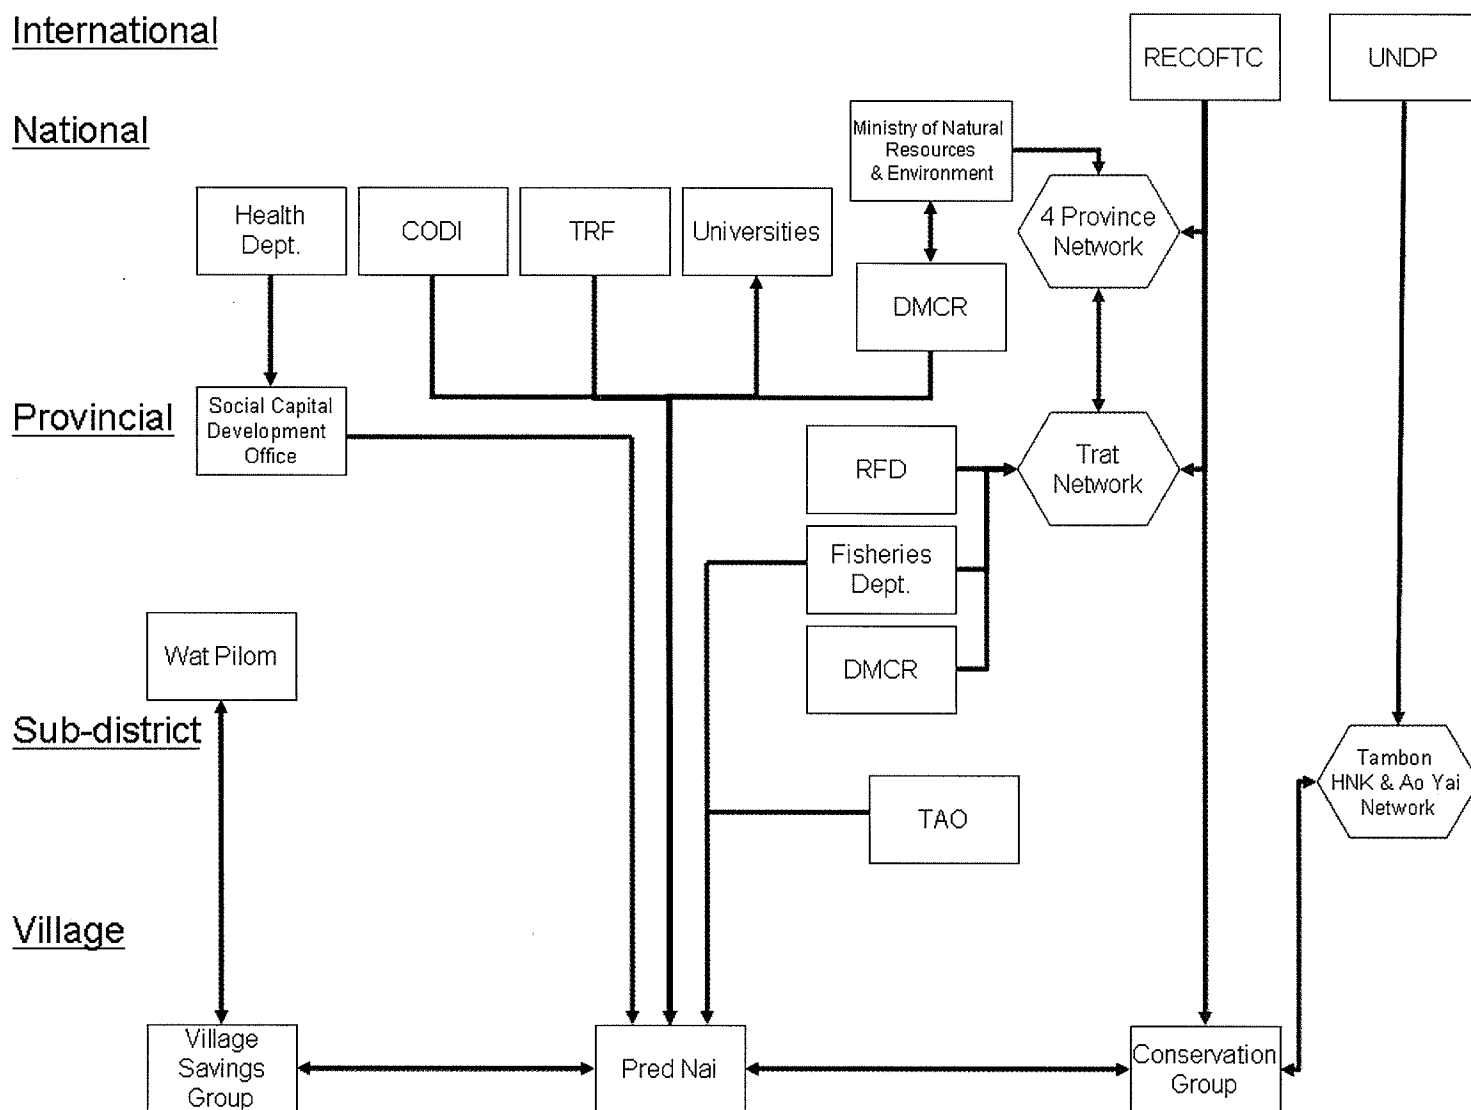 International
RECOFTC
UNDP
National
Ministry of Natural
Resources
& Environment
Health
Dept.
CODI
TRF
Universities
4 Province
Network
DMCR
Provincial
Social Capital
Development
Office
RFD
Trat
Network
Fisheries
Dept.
Wat Pilom
DMCR
Sub-district
Tambon
HNK & Ao Yai
Network
TAO
Village
Village
Savings
Group
Pred Nai
Conservation
Group